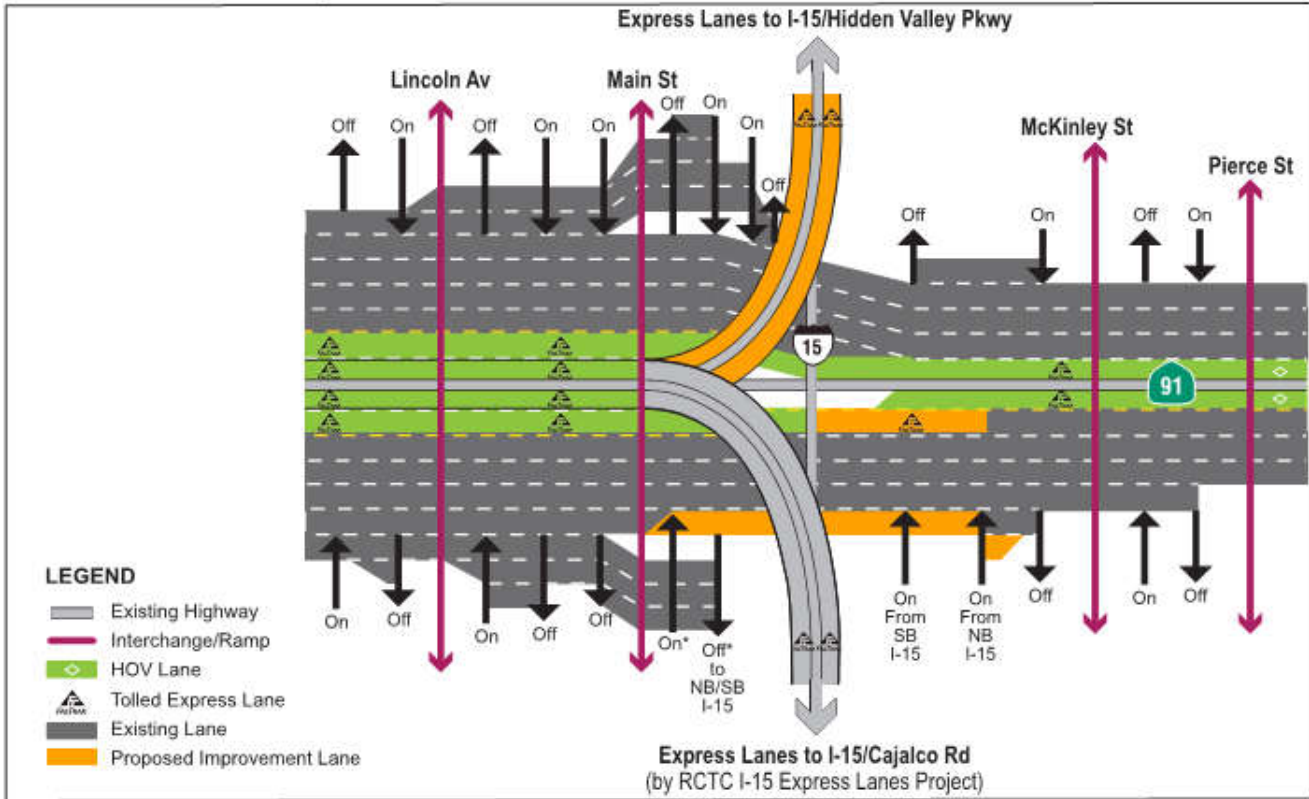 Express Lanes to I-15/Hidden Valley Pkwy
Lincoln Av
Main St
Off
On
Off
On
On
Off
On
On
Off
McKinley St
Pierce St
Off
On
Off
On
15
91
LEGEND
Existing Highway
Interchange/Ramp
HOV Lane
Tolled Express Lane
Existing Lane
Proposed Improvement Lane
On
Off
On
Off
Off
On*
Off*
to
NB/SB
I-15
On
From
SB
I-15
On
From
NB
I-15
Off
On
Off
Express Lanes to I-15/Cajalco Rd
(by RCTC I-15 Express Lanes Project)